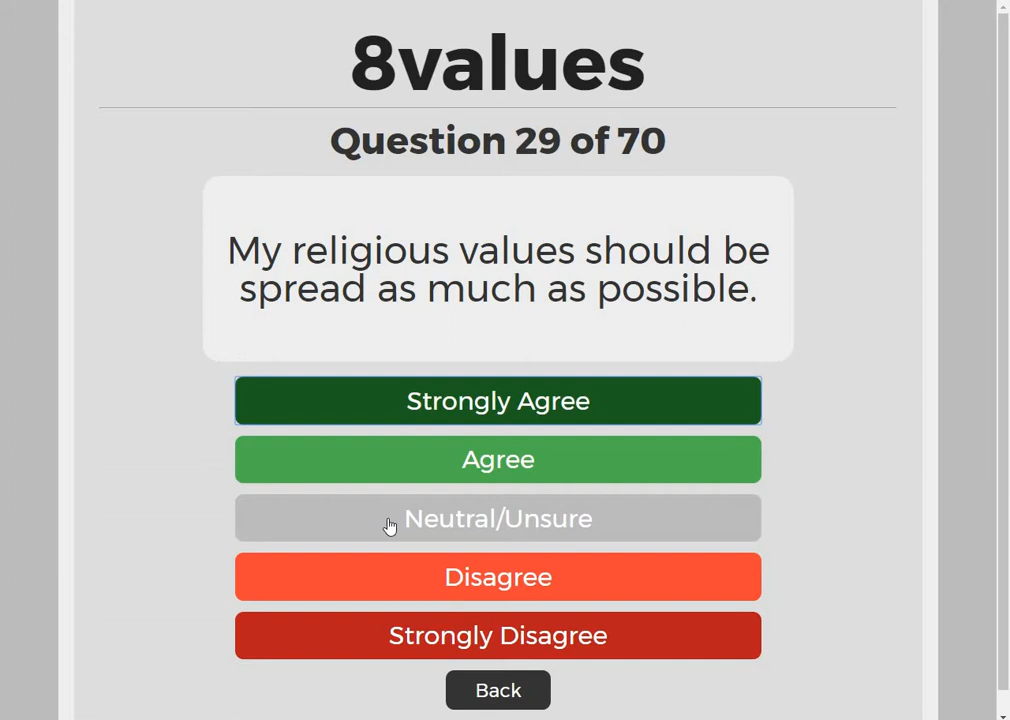 8values
Question 29 of 70
My religious values should be
spread as much as possible.
Strongly Agree
Agree
Neutral/Unsure
Disagree
Strongly Disagree
Back